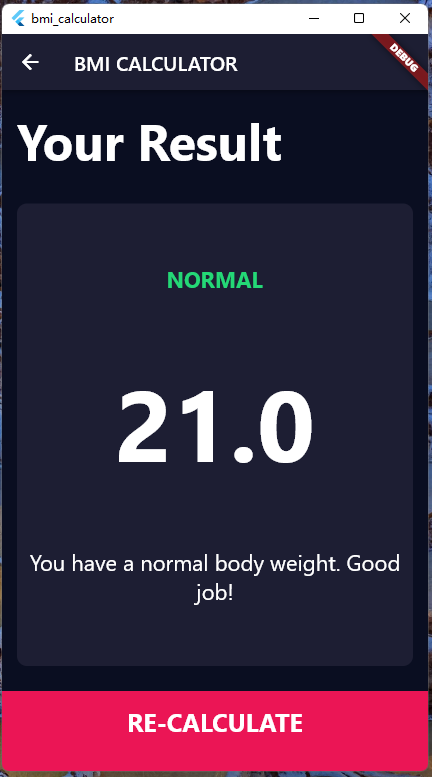 bmi_calculator
BMI CALCULATOR
DEBUG
Your Result
NORMAL
21.0
You have a normal body weight. Good
job!
RE-CALCULATE